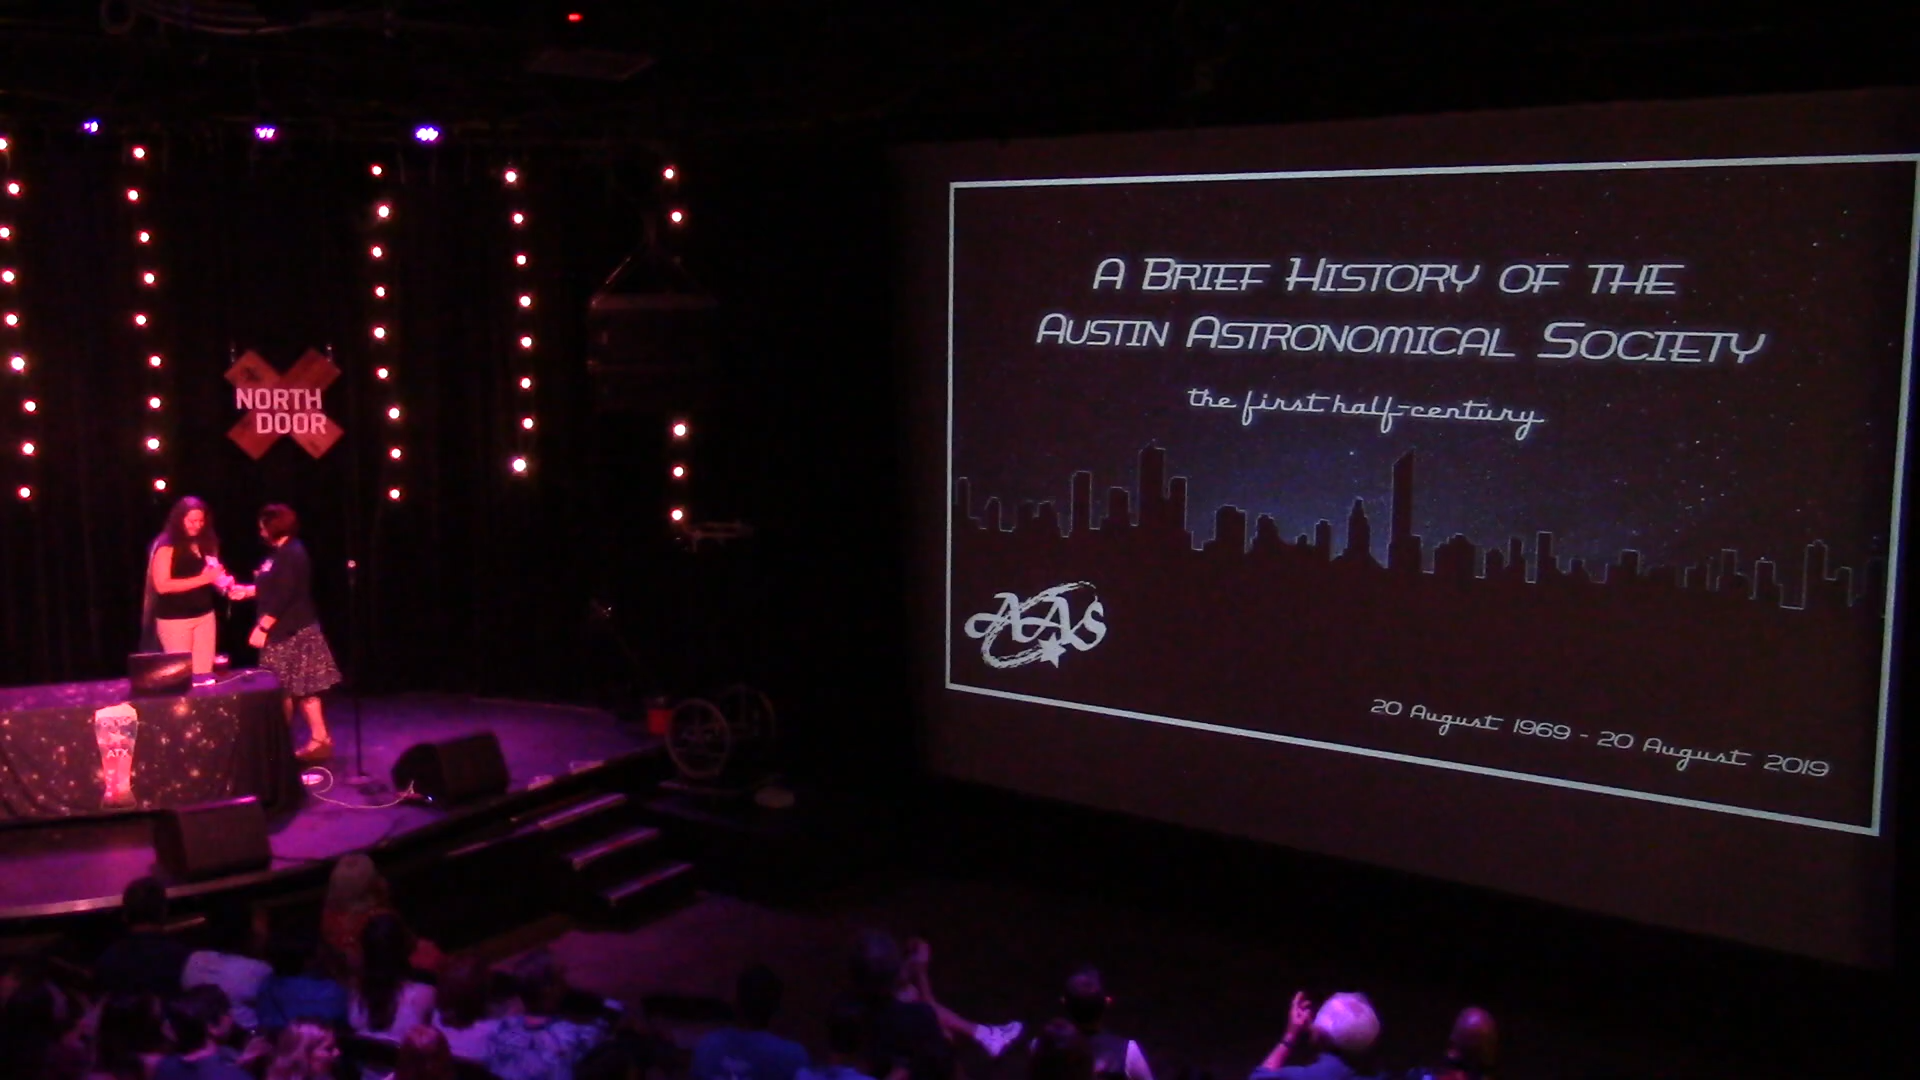 NORTH
DOOR
ATX
A BRIEF HISTORY OF THE
AUSTIN ASTRONOMICAL SOCIETY
the first half-century
AAS
20 August 1969 - 20 August 2019